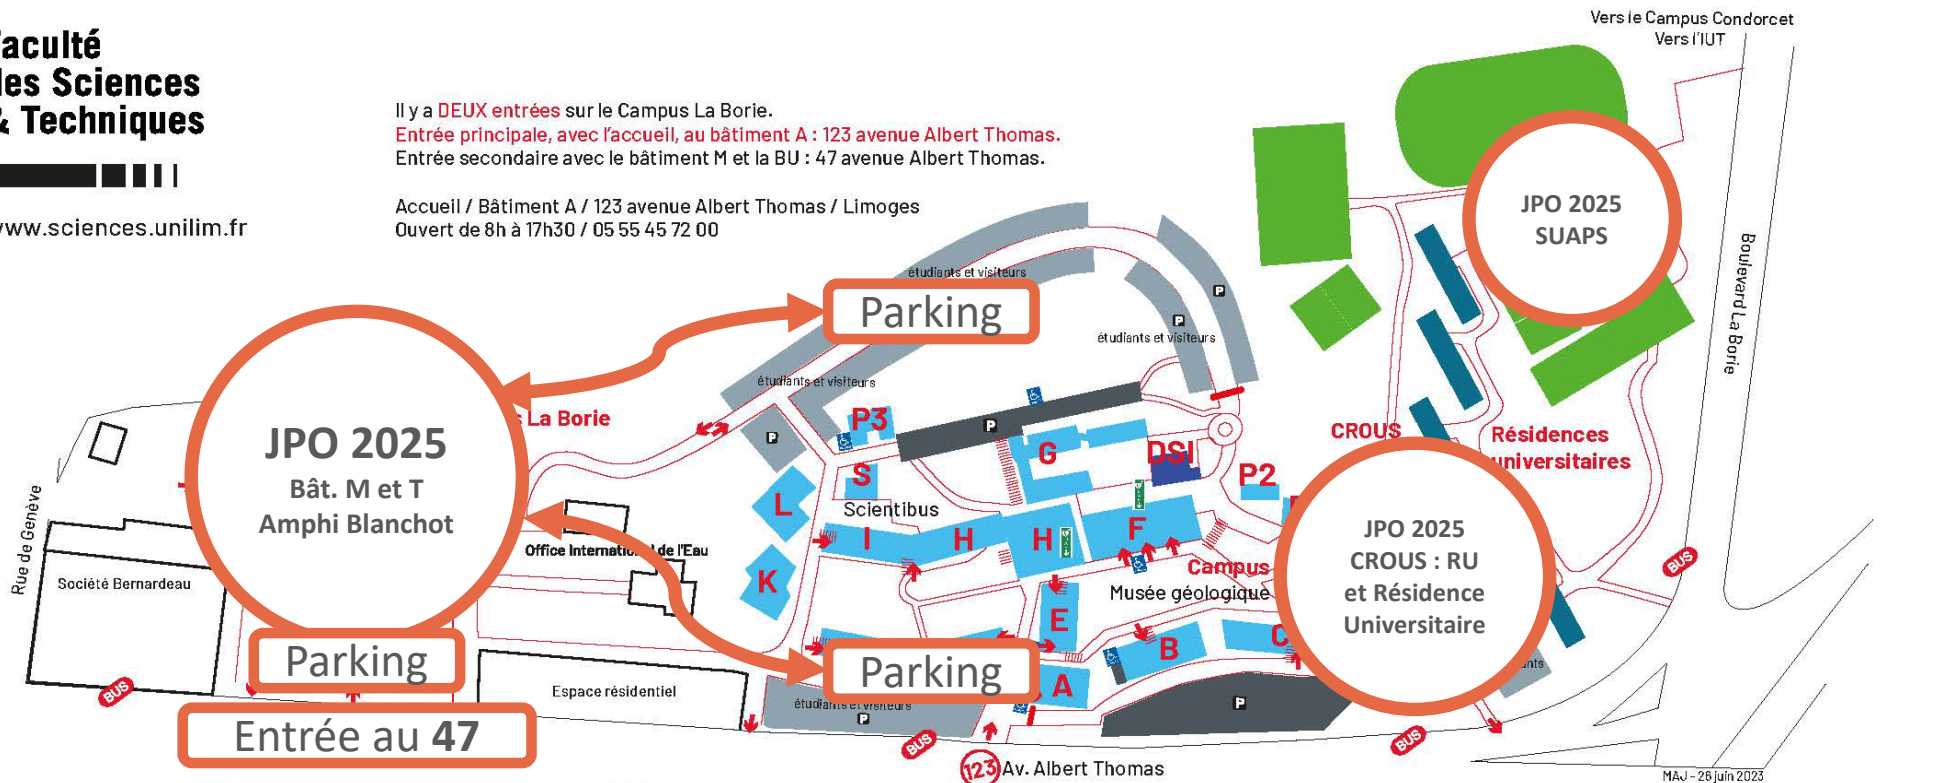 Faculté
des Sciences
& Techniques
www.sciences.unilim.fr
Il y a DEUX entrées sur le Campus La Borie.
Entrée principale, avec l'accueil, au bâtiment A : 123 avenue Albert Thomas.
Entrée secondaire avec le bâtiment M et la BU : 47 avenue Albert Thomas.
Accueil / Bâtiment A / 123 avenue Albert Thomas / Limoges
Ouvert de 8h à 17h30 / 05 55 45 72 00
Vers le Campus Condorcet
Vers l'IUT
JPO 2025
SUAPS
Boulevard La Borie
étudiants et visiteurs
Parking
P
P
étudiants et visiteurs
étudiants et visiteurs
La Borie
JPO 2025
Bât. M et T
Amphi Blanchot
P3
P
P
G
DSI
P2
CROUS
Résidences
universitaires
S
L
Scientibus
I
H
H
F
Office International de l'Eau
K
Campus
Musée géologique
E
B
C
A
JPO 2025
CROUS : RU
et Résidence
Universitaire
BUS
Rue de Genève
Société Bernardeau
Parking
Parking
Espace résidentiel
étudiants et visiteurs
P
P
BUS
BUS
BUS
Entrée au 47
123 Av. Albert Thomas
MAJ - 26 juin 2023